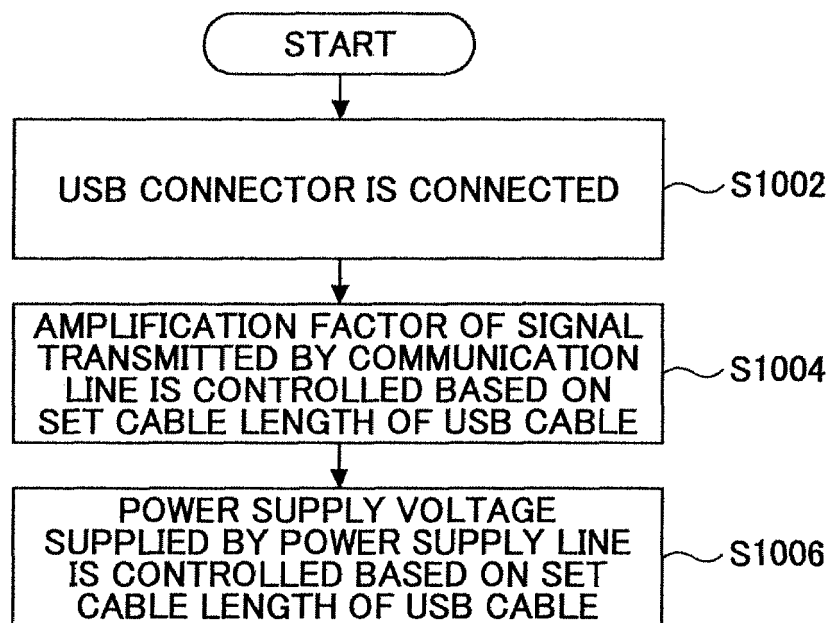 START
USB CONNECTOR IS CONNECTED
S1002
AMPLIFICATION FACTOR OF SIGNAL
TRANSMITTED BY COMMUNICATION
LINE IS CONTROLLED BASED ON
SET CABLE LENGTH OF USB CABLE
S1004
POWER SUPPLY VOLTAGE
SUPPLIED BY POWER SUPPLY LINE
IS CONTROLLED BASED ON SET
CABLE LENGTH OF USB CABLE
S1006